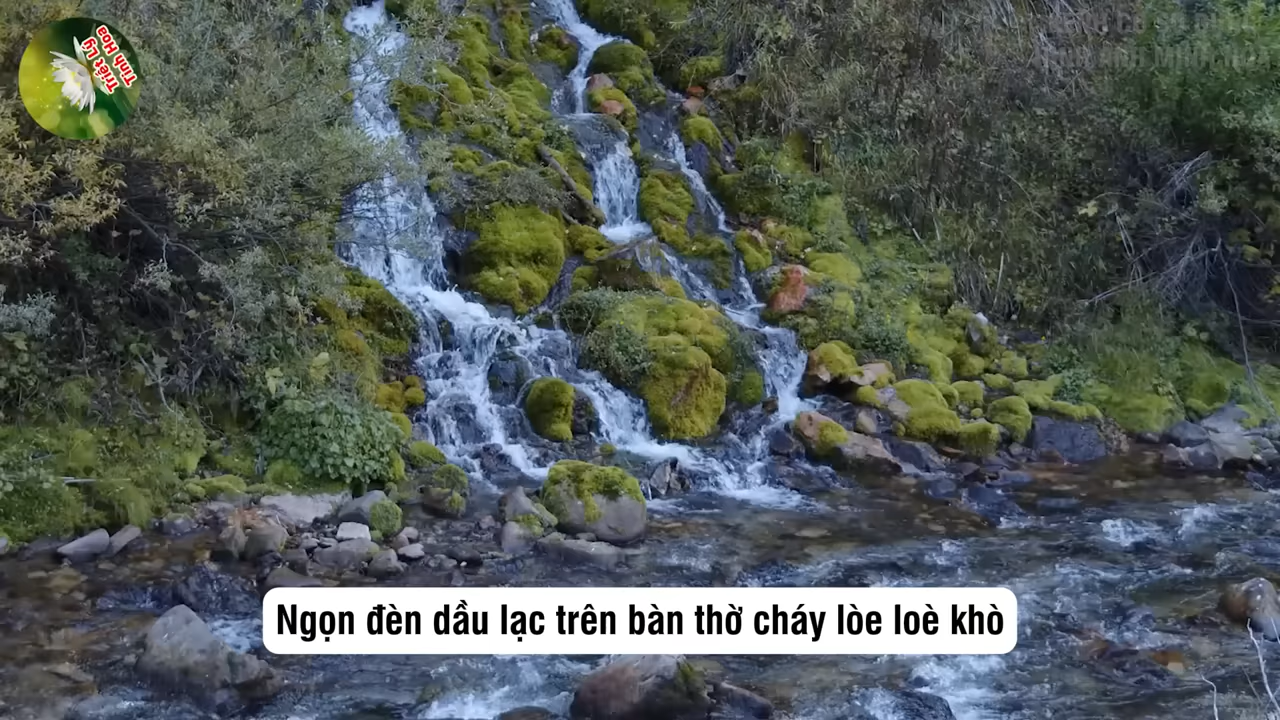 Triết Lý
Tinh Hoa
Ngọn đèn dầu lạc trên bàn thờ cháy lòe loè khò